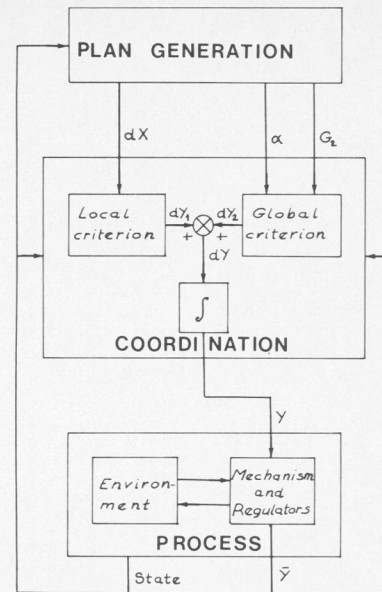 PLAN GENERATION
dX
α
G₂
Local
criterion
dY₁
dY₂
+
+
Global
criterion
dY
∫
COORDINATION
Y
Environ-
ment
Mechanism
and
Regulators
PROCESS
State
Ȳ